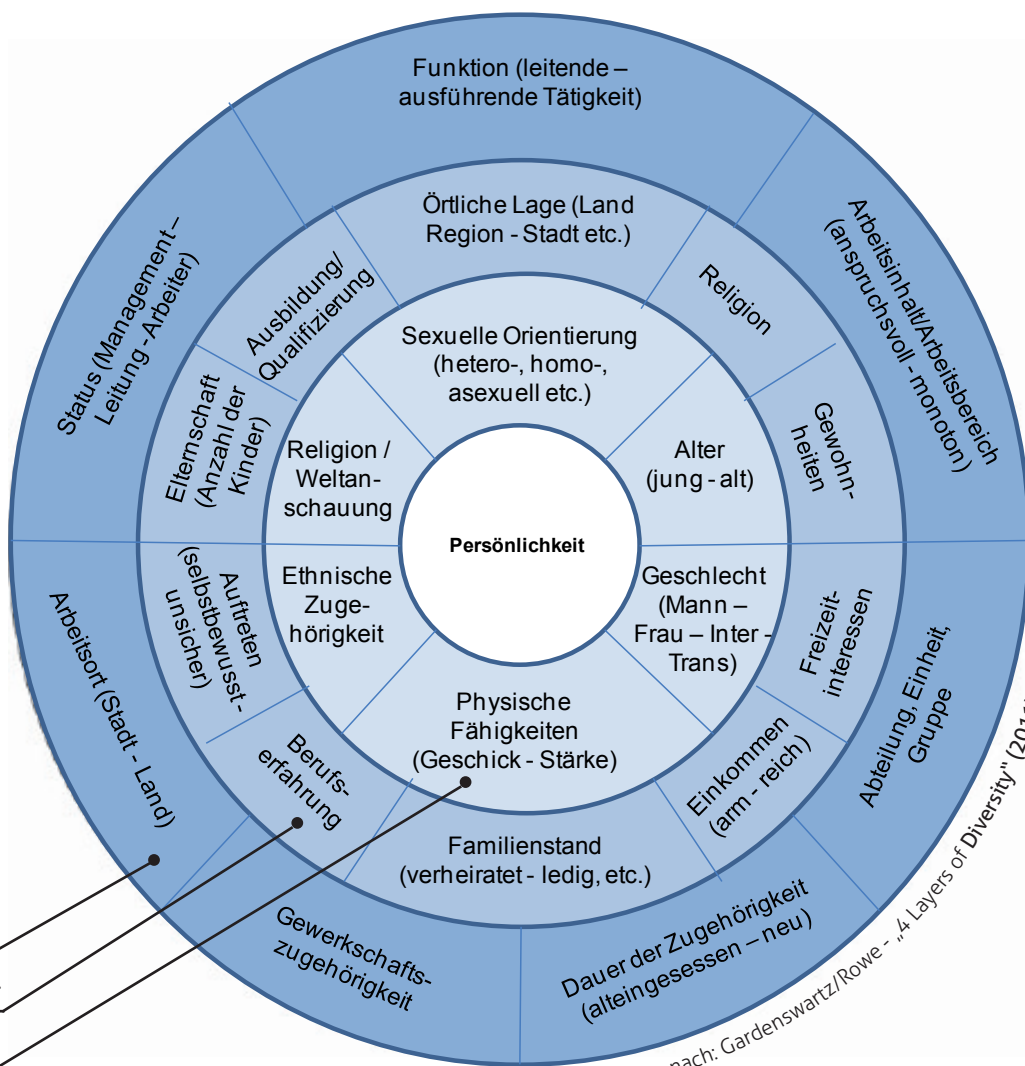 Funktion (leitende –
ausführende Tätigkeit)
Arbeitsinhalt/Arbeitsbereich
(anspruchsvoll - monoton)
Abteilung, Einheit,
Gruppe
Dauer der Zugehörigkeit
(alteingesessen – neu)
Gewerkschafts-
zugehörigkeit
Arbeitsort (Stadt - Land)
Status (Management –
Leitung - Arbeiter)
Örtliche Lage (Land
Region - Stadt etc.)
Religion
Gewohn-
heiten
Freizeit-
interessen
Einkommen
(arm - reich)
Familienstand
(verheiratet - ledig, etc.)
Berufs-
erfahrung
Auftreten
(selbstbewusst -
unsicher)
Elternschaft
(Anzahl der
Kinder)
Ausbildung/
Qualifizierung
Sexuelle Orientierung
(hetero-, homo-,
asexuell etc.)
Alter
(jung - alt)
Geschlecht
(Mann –
Frau – Inter -
Trans)
Physische
Fähigkeiten
(Geschick - Stärke)
Ethnische
Zuge-
hörigkeit
Religion /
Weltan-
schauung
Persönlichkeit
nach: Gardenswartz/Rowe - „4 Layers of Diversity"